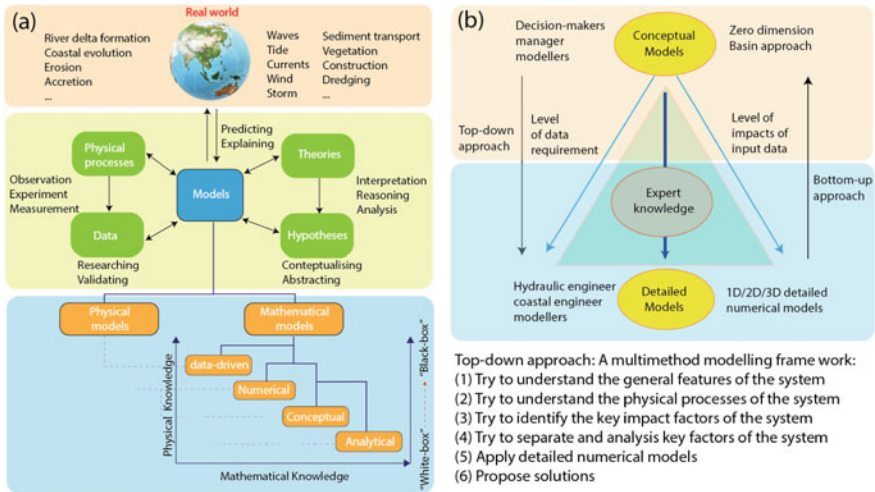 (a)
Real world
River delta formation
Coastal evolution
Erosion
Accretion
...
Waves
Tide
Currents
Wind
Storm
Sediment transport
Vegetation
Construction
Dredging
...
Predicting
Explaining
Physical
processes
Theories
Models
Observation
Experiment
Measurement
Interpretation
Reasoning
Analysis
Data
Hypotheses
Researching
Validating
Conteptualising
Abstracting
Physical
models
Mathematical
models
data-driven
Numerical
Conceptual
Analytical
Physical Knowledge
Mathematical Knowledge
"Black-box"
"White-box"
(b)
Decision-makers
manager
modellers
Conceptual
Models
Zero dimension
Basin approach
Top-down
approach
Level
of data
requirement
Level of
impacts of
input data
Bottom-up
approach
Expert
knowledge
Hydraulic engineer
coastal engineer
modellers
Detailed
Models
1D/2D/3D detailed
numerical models
Top-down approach: A multimethod modelling frame work:
(1) Try to understand the general features of the system
(2) Try to understand the physical processes of the system
(3) Try to identify the key impact factors of the system
(4) Try to separate and analysis key factors of the system
(5) Apply detailed numerical models
(6) Propose solutions